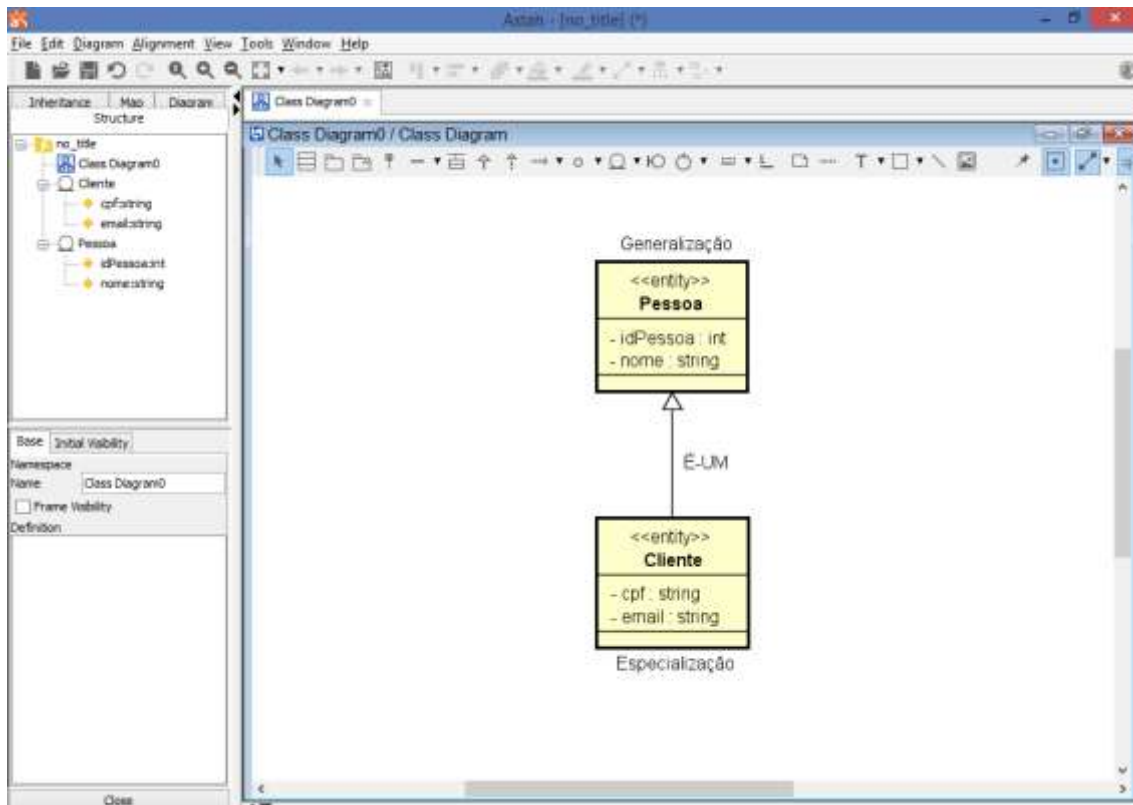 Astah - [no_title] (*)
File Edit Diagram Alignment View Tools Window Help
Inheritance Map Diagram
Structure
Class Diagram0
no_title
Class Diagram0
Cliente
cpf:string
email:string
Pessoa
idPessoa:int
nome:string
Class Diagram0 / Class Diagram
T
Generalização
<<entity>>
Pessoa
- idPessoa : int
- nome : string
É-UM
<<entity>>
Cliente
- cpf : string
- email : string
Especialização
Base Initial Visibility
Namespace
Name Class Diagram0
Frame Visibility
Definition
Close